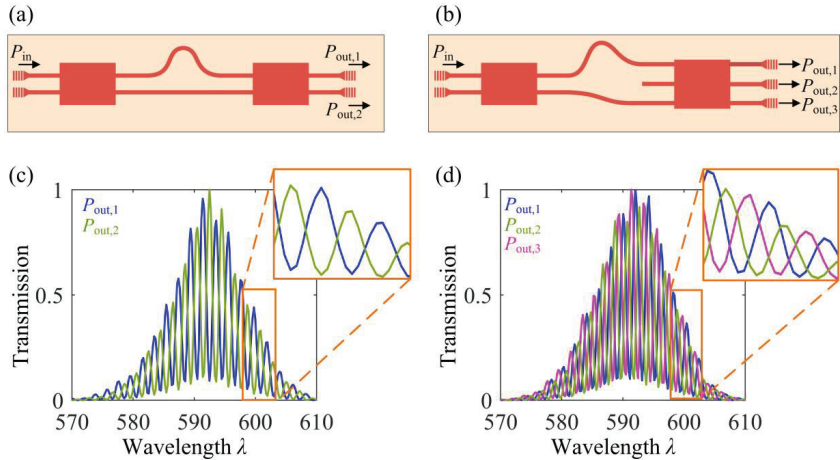 (a)
P_in
P_out,1
P_out,2
(b)
P_in
P_out,1
P_out,2
P_out,3
(c)
P_out,1
P_out,2
Transmission
1
0.5
0
570 580 590 600 610
Wavelength λ
(d)
P_out,1
P_out,2
P_out,3
Transmission
1
0.5
0
570 580 590 600 610
Wavelength λ